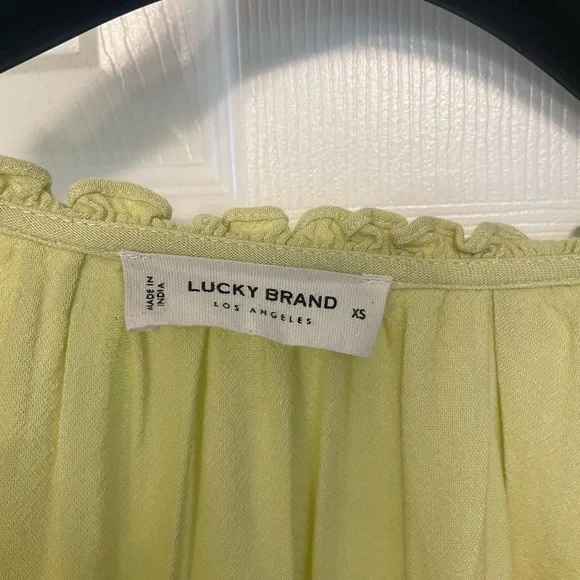 MADE IN
INDIA
LUCKY BRAND
LOS ANGELES
XS